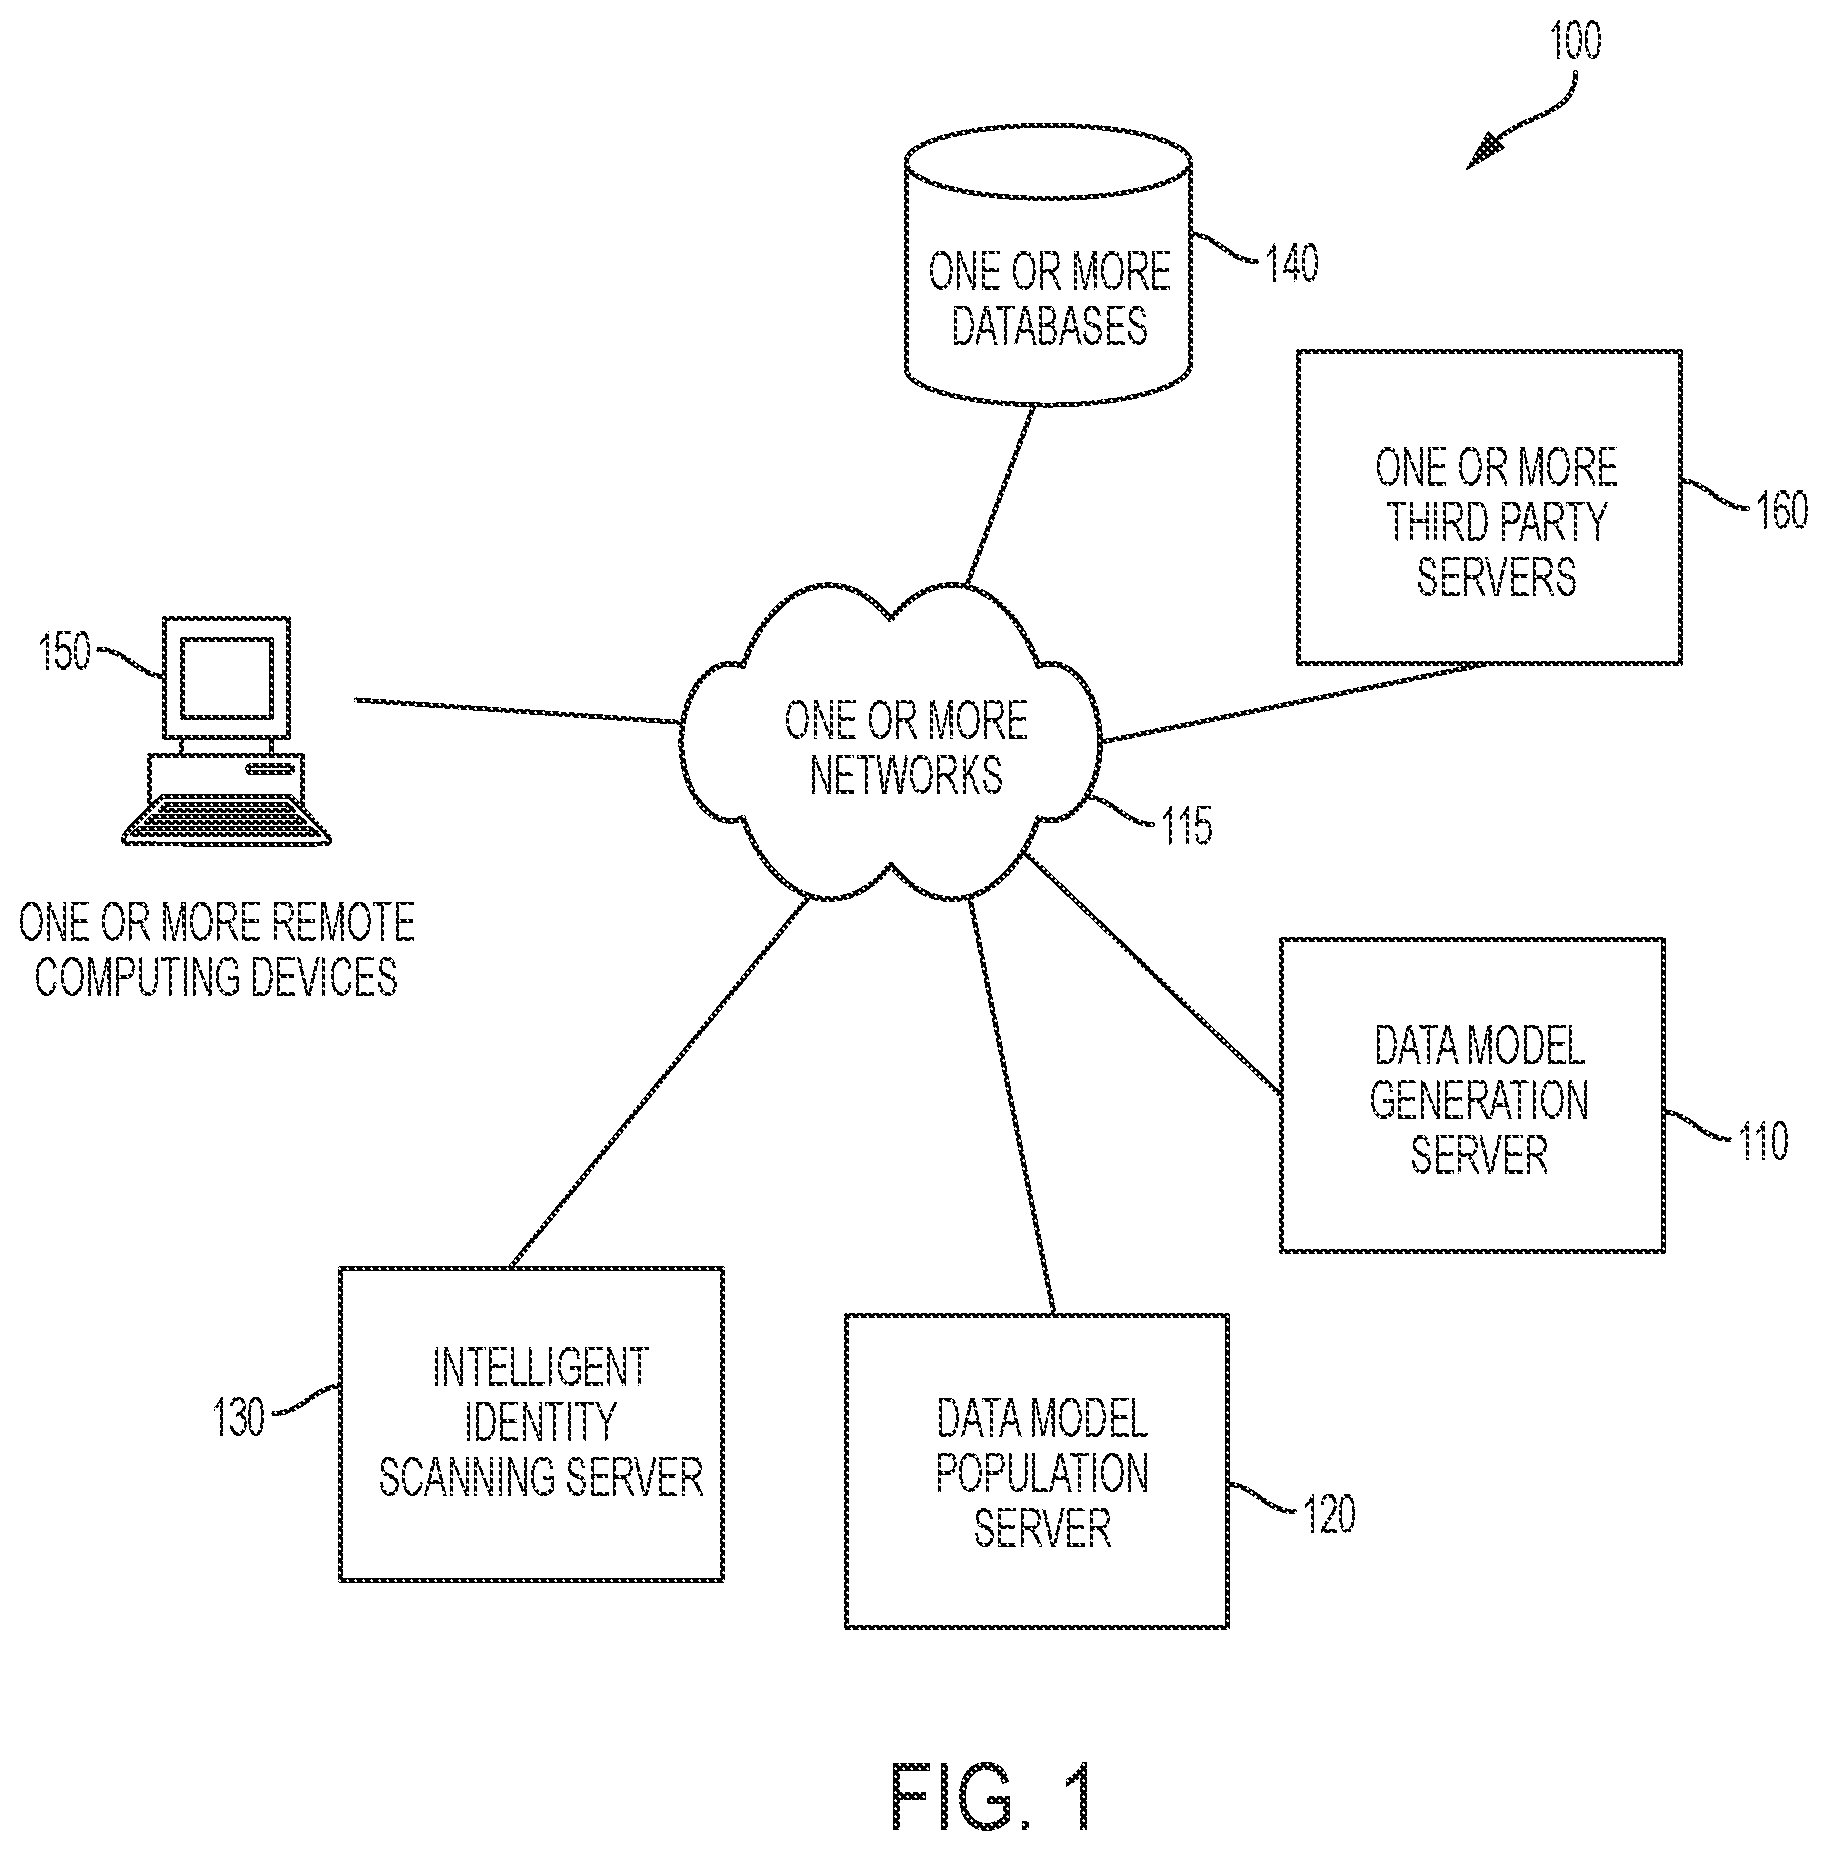 100
ONE OR MORE
DATABASES
140
ONE OR MORE
THIRD PARTY
SERVERS
160
150
ONE OR MORE REMOTE
COMPUTING DEVICES
ONE OR MORE
NETWORKS
115
DATA MODEL
GENERATION
SERVER
110
130
INTELLIGENT
IDENTITY
SCANNING SERVER
DATA MODEL
POPULATION
SERVER
120
FIG. 1